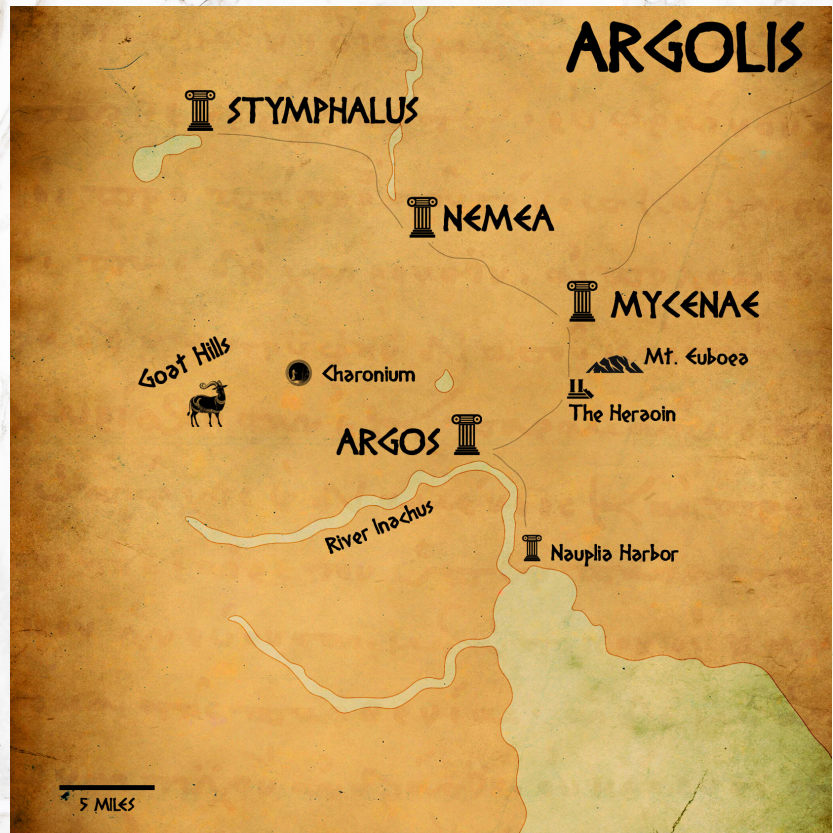 ARGOLIS
STYMPHALUS
NEMEA
MYCENAE
Goat Hills
Charonium
Mt. Euboea
The Heraoin
ARGOS
River Inachus
Nauplia Harbor
5 MILES